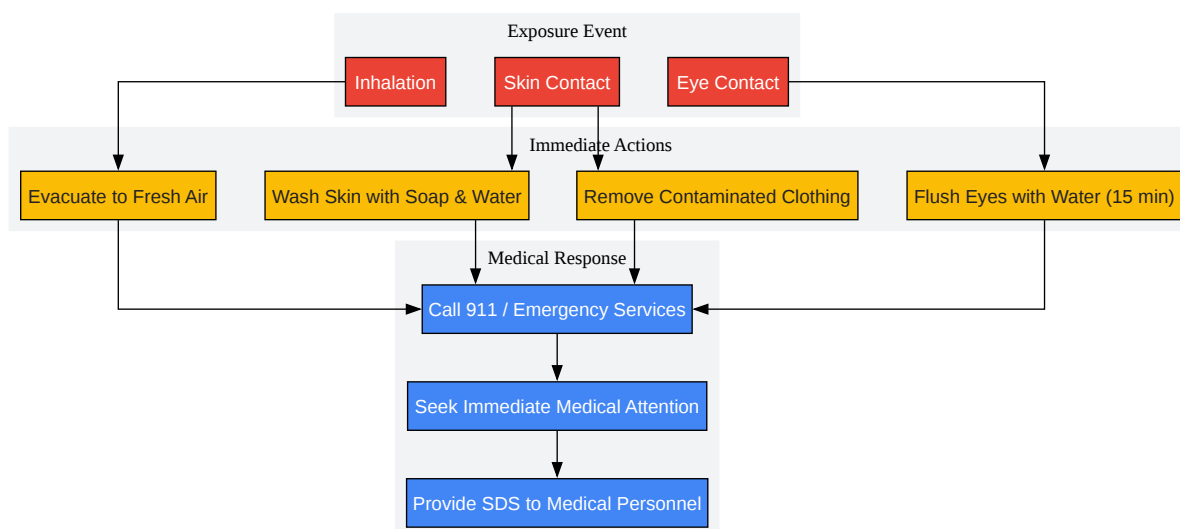 Exposure Event
Inhalation
Skin Contact
Eye Contact
Immediate Actions
Evacuate to Fresh Air
Wash Skin with Soap & Water
Remove Contaminated Clothing
Flush Eyes with Water (15 min)
Medical Response
Call 911 / Emergency Services
Seek Immediate Medical Attention
Provide SDS to Medical Personnel